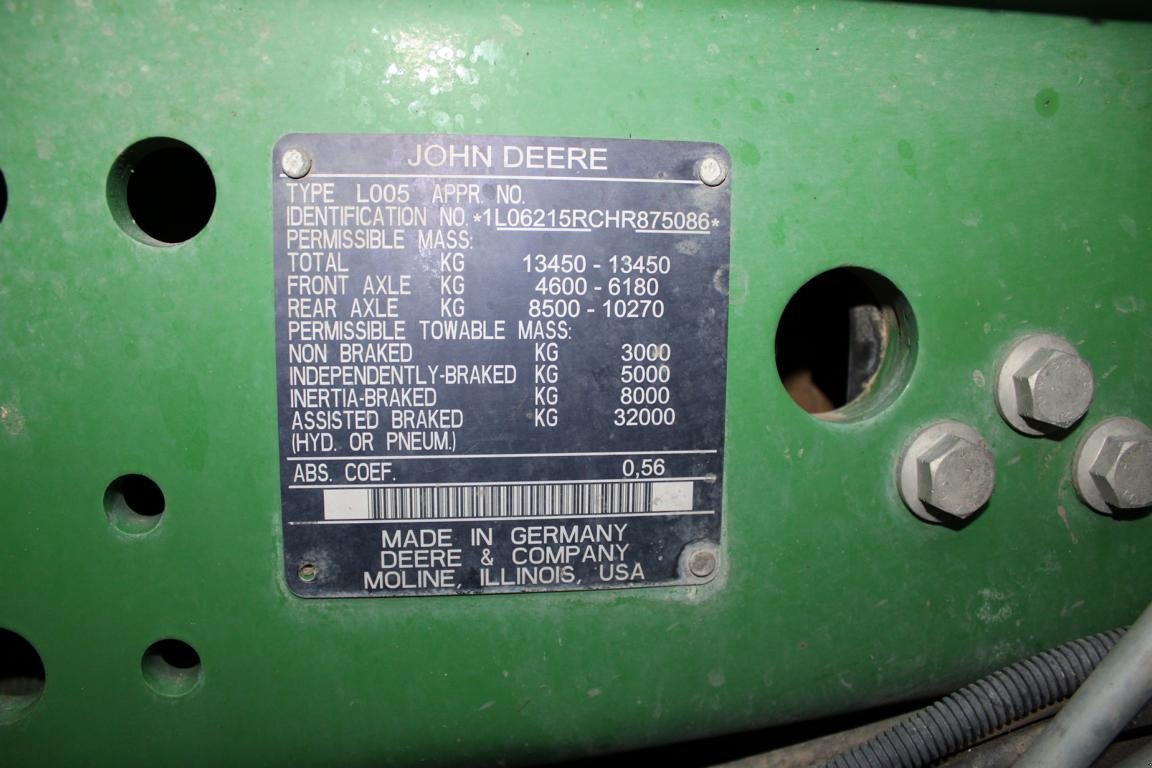 JOHN DEERE
TYPE L005 APPR. NO.
IDENTIFICATION NO. *1L06215RCHR875086*
PERMISSIBLE MASS:
TOTAL KG 13450 - 13450
FRONT AXLE KG 4600 - 6180
REAR AXLE KG 8500 - 10270
PERMISSIBLE TOWABLE MASS:
NON BRAKED KG 3000
INDEPENDENTLY-BRAKED KG 5000
INERTIA-BRAKED KG 8000
ASSISTED BRAKED KG 32000
(HYD. OR PNEUM.)
ABS. COEF. 0,56
MADE IN GERMANY
DEERE & COMPANY
MOLINE, ILLINOIS, USA